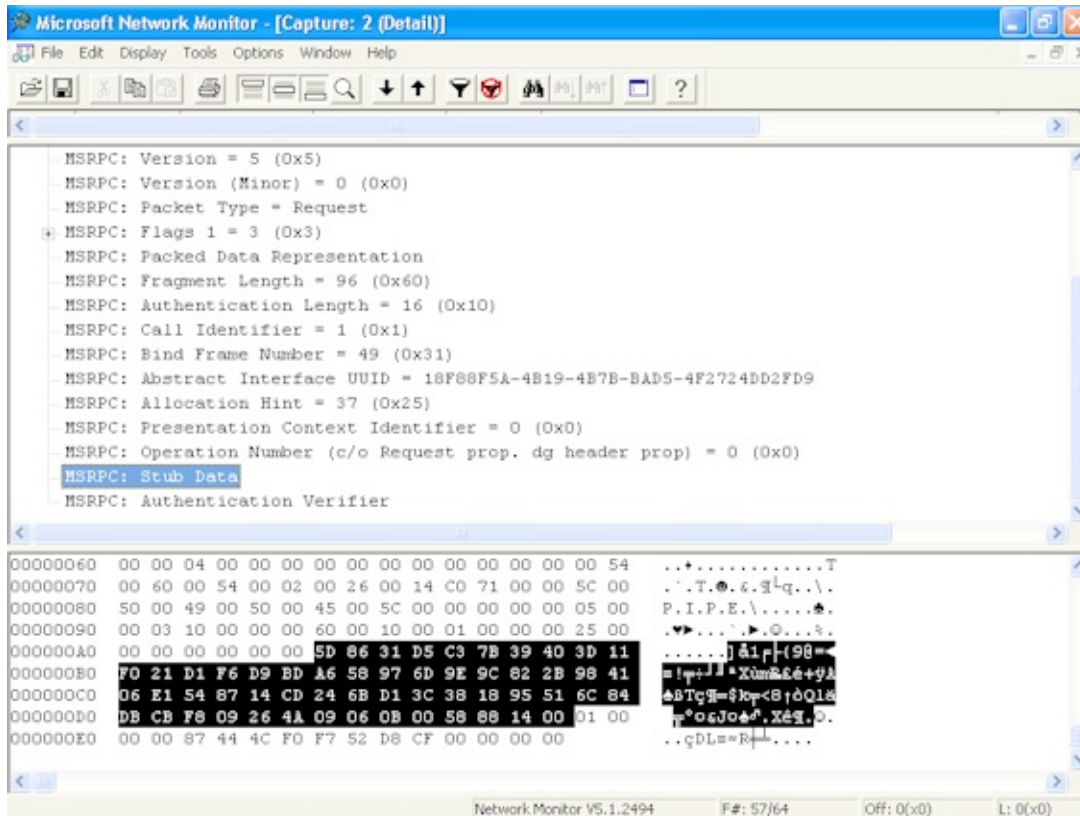 Microsoft Network Monitor - [Capture: 2 (Detail)]
File Edit Display Tools Options Window Help
MSRPC: Version = 5 (0x5)
MSRPC: Version (Minor) = 0 (0x0)
MSRPC: Packet Type = Request
MSRPC: Flags 1 = 3 (0x3)
MSRPC: Packed Data Representation
MSRPC: Fragment Length = 96 (0x60)
MSRPC: Authentication Length = 16 (0x10)
MSRPC: Call Identifier = 1 (0x1)
MSRPC: Bind Frame Number = 49 (0x31)
MSRPC: Abstract Interface UUID = 18F88F5A-4B19-4B7B-BAD5-4F2724DD2FD9
MSRPC: Allocation Hint = 37 (0x25)
MSRPC: Presentation Context Identifier = 0 (0x0)
MSRPC: Operation Number (c/o Request prop. dg header prop) = 0 (0x0)
MSRPC: Stub Data
MSRPC: Authentication Verifier
00000060 00 00 04 00 00 00 00 00 00 00 00 00 00 00 00 54
00000070 00 60 00 54 00 02 00 26 00 14 C0 71 00 00 5C 00
00000080 50 00 49 00 50 00 45 00 5C 00 00 00 00 00 05 00 P.I.P.E.\.....♠.
00000090 00 03 10 00 00 00 60 00 10 00 01 00 00 00 25 00
000000A0 00 00 00 00 00 00 5D 86 31 D5 C3 7B 39 40 3D 11
000000B0 F0 21 D1 F6 D9 BD A6 58 97 6D 9E 9C 82 2B 98 41
000000C0 06 E1 54 87 14 CD 24 6B D1 3C 38 18 95 51 6C 84
000000D0 DB CB F8 09 26 4A 09 06 0B 00 58 88 14 00 01 00
000000E0 00 00 87 44 4C F0 F7 52 D8 CF 00 00 00 00
Network Monitor V5.1.2494 F#: 57/64 Off: 0(x0) L: 0(x0)